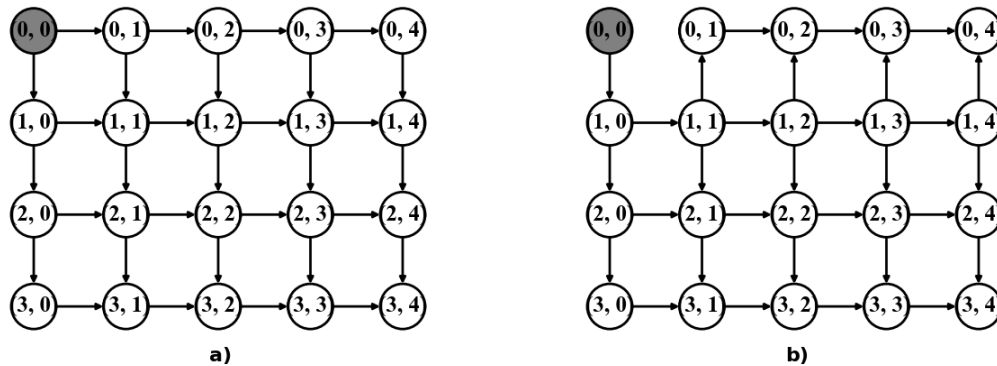 0, 0 0, 1 0, 2 0, 3 0, 4 0, 0 0, 1 0, 2 0, 3 0, 4
1, 0 1, 1 1, 2 1, 3 1, 4 1, 0 1, 1 1, 2 1, 3 1, 4
2, 0 2, 1 2, 2 2, 3 2, 4 2, 0 2, 1 2, 2 2, 3 2, 4
3, 0 3, 1 3, 2 3, 3 3, 4 3, 0 3, 1 3, 2 3, 3 3, 4
a) b)